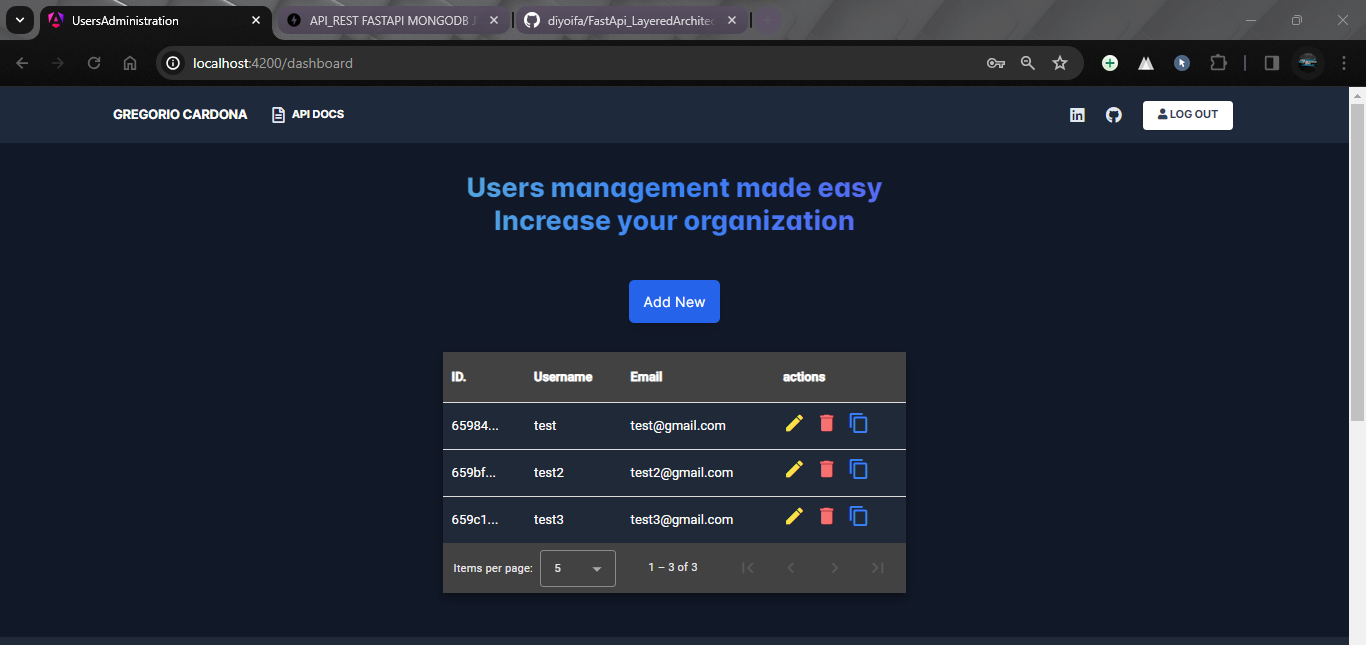 UsersAdministration
API_REST FASTAPI MONGODB J
diyoifa/FastApi_LayeredArchitec
localhost:4200/dashboard
GREGORIO CARDONA
API DOCS
LOG OUT
Users management made easy
Increase your organization
Add New
ID. Username Email actions
65984... test test@gmail.com
659bf... test2 test2@gmail.com
659c1... test3 test3@gmail.com
Items per page: 5 1 – 3 of 3